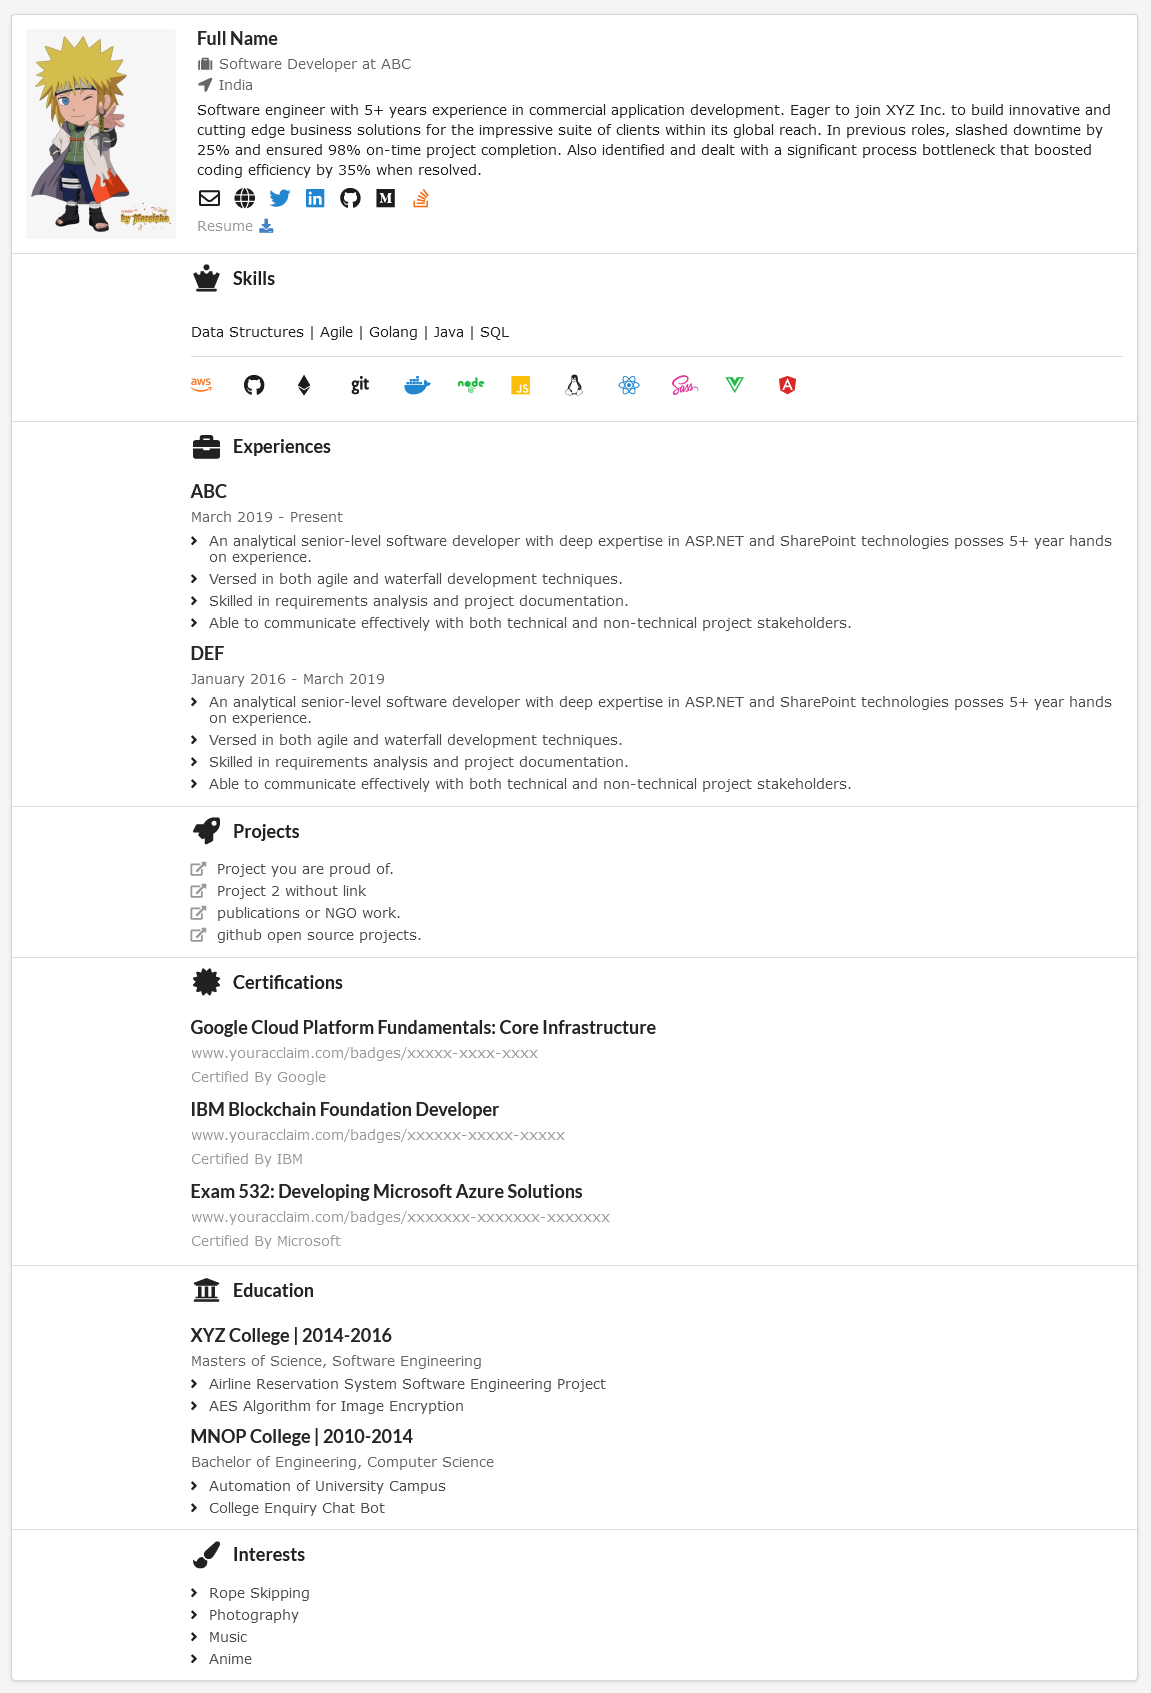 Full Name
Software Developer at ABC
India
Software engineer with 5+ years experience in commercial application development. Eager to join XYZ Inc. to build innovative and
cutting edge business solutions for the impressive suite of clients within its global reach. In previous roles, slashed downtime by
25% and ensured 98% on-time project completion. Also identified and dealt with a significant process bottleneck that boosted
coding efficiency by 35% when resolved.
Resume
Skills
Data Structures | Agile | Golang | Java | SQL
aws git node JS Sass
Experiences
ABC
March 2019 - Present
An analytical senior-level software developer with deep expertise in ASP.NET and SharePoint technologies posses 5+ year hands
on experience.
Versed in both agile and waterfall development techniques.
Skilled in requirements analysis and project documentation.
Able to communicate effectively with both technical and non-technical project stakeholders.
DEF
January 2016 - March 2019
An analytical senior-level software developer with deep expertise in ASP.NET and SharePoint technologies posses 5+ year hands
on experience.
Versed in both agile and waterfall development techniques.
Skilled in requirements analysis and project documentation.
Able to communicate effectively with both technical and non-technical project stakeholders.
Projects
Project you are proud of.
Project 2 without link
publications or NGO work.
github open source projects.
Certifications
Google Cloud Platform Fundamentals: Core Infrastructure
www.youracclaim.com/badges/xxxxx-xxxx-xxxx
Certified By Google
IBM Blockchain Foundation Developer
www.youracclaim.com/badges/xxxxxx-xxxxx-xxxxx
Certified By IBM
Exam 532: Developing Microsoft Azure Solutions
www.youracclaim.com/badges/xxxxxxx-xxxxxxx-xxxxxxx
Certified By Microsoft
Education
XYZ College | 2014-2016
Masters of Science, Software Engineering
Airline Reservation System Software Engineering Project
AES Algorithm for Image Encryption
MNOP College | 2010-2014
Bachelor of Engineering, Computer Science
Automation of University Campus
College Enquiry Chat Bot
Interests
Rope Skipping
Photography
Music
Anime